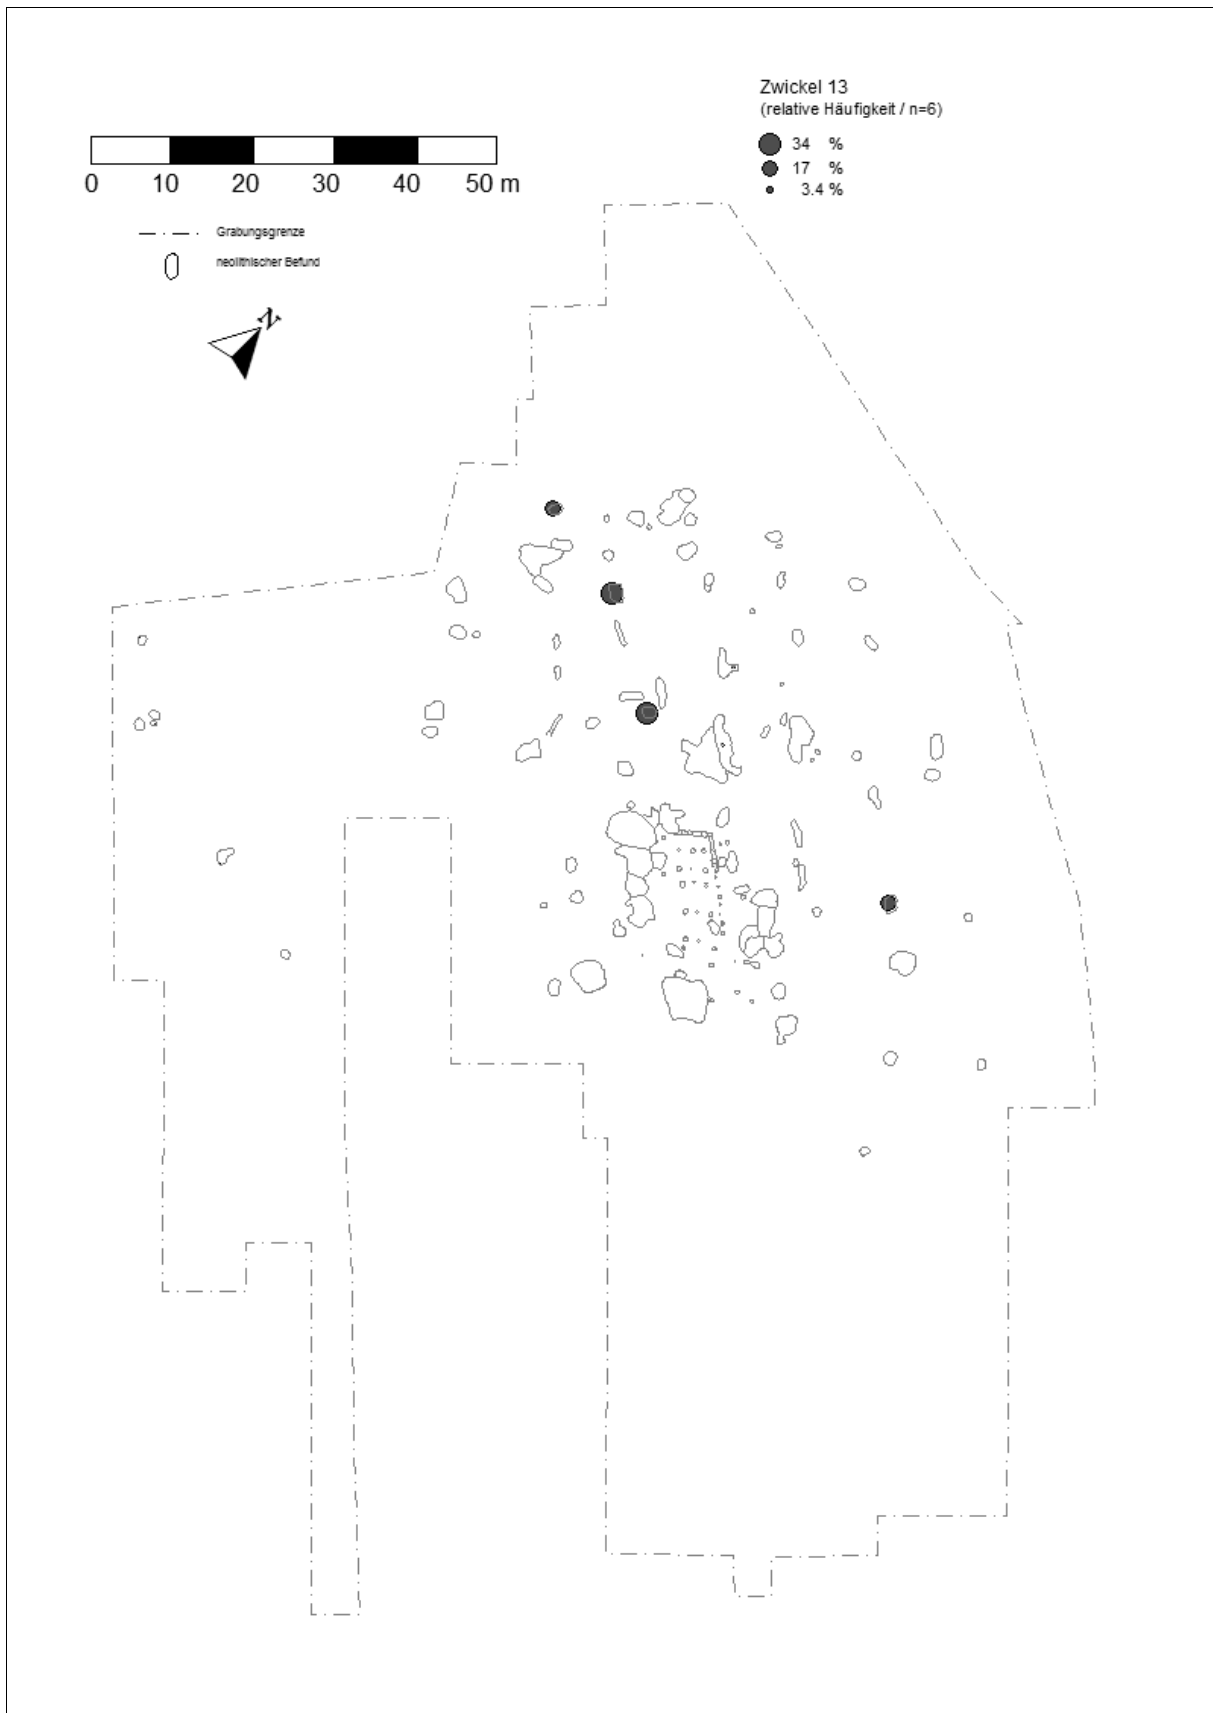 Zwickel 13
(relative Häufigkeit / n=6)
34 %
17 %
3.4 %
0 10 20 30 40 50 m
Grabungsgrenze
neolithischer Befund
N